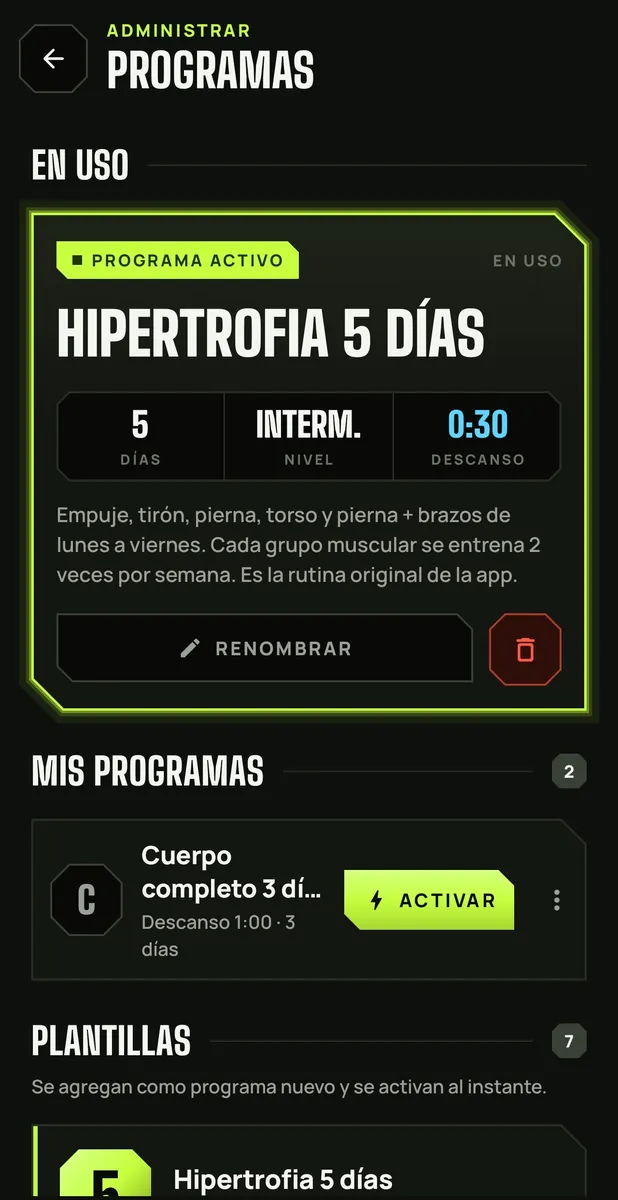 ADMINISTRAR
PROGRAMAS
EN USO
PROGRAMA ACTIVO
EN USO
HIPERTROFIA 5 DÍAS
5
DÍAS
INTERM.
NIVEL
0:30
DESCANSO
Empuje, tirón, pierna, torso y pierna + brazos de
lunes a viernes. Cada grupo muscular se entrena 2
veces por semana. Es la rutina original de la app.
RENOMBRAR
MIS PROGRAMAS
2
C
Cuerpo
completo 3 dí...
Descanso 1:00 · 3
días
ACTIVAR
PLANTILLAS
7
Se agregan como programa nuevo y se activan al instante.
5
Hipertrofia 5 días